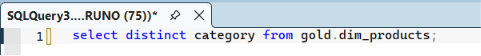 SQLQuery3....RUNO (75))*
1 select distinct category from gold.dim_products;